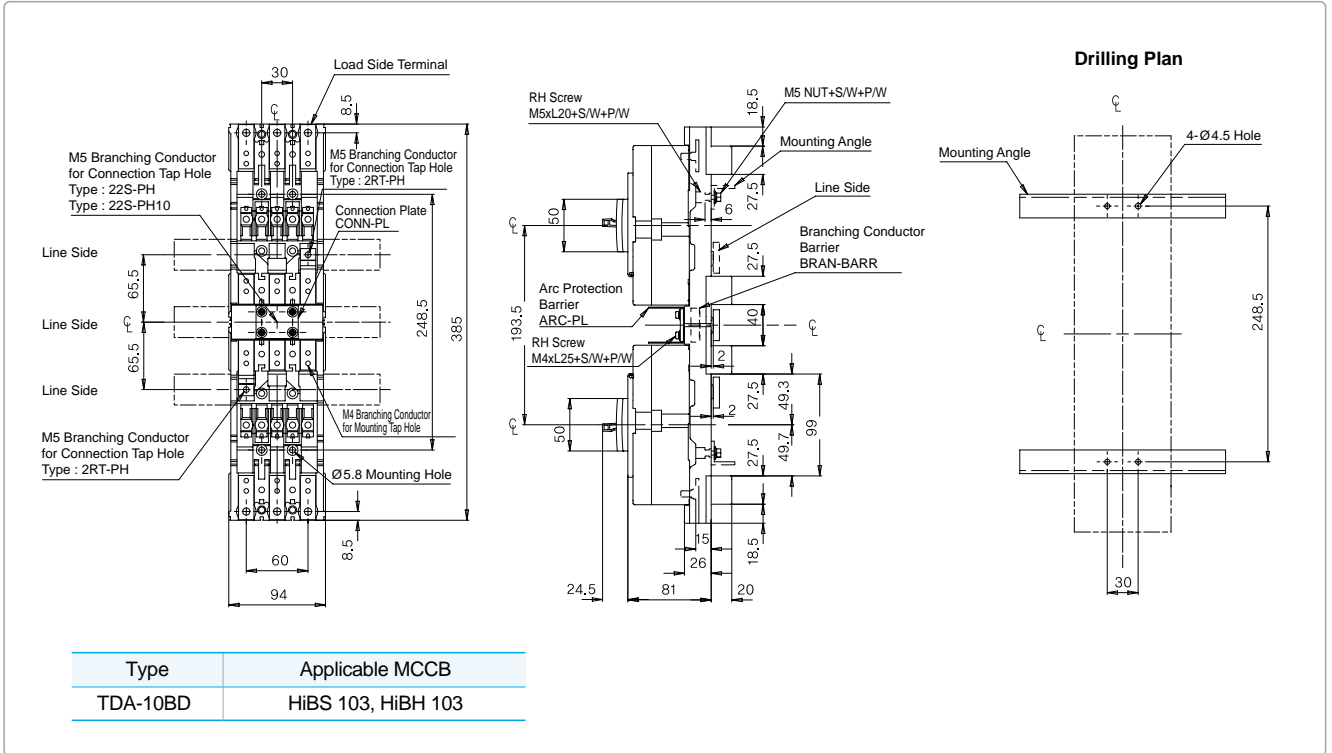 Drilling Plan
30
Load Side Terminal
8.5
℄
M5 Branching Conductor
for Connection Tap Hole
Type : 22S-PH
Type : 22S-PH10
M5 Branching Conductor
for Connection Tap Hole
Type : 2RT-PH
Connection Plate
CONN-PL
Line Side
65.5
Line Side
℄
65.5
Line Side
248.5
385
M4 Branching Conductor
for Mounting Tap Hole
M5 Branching Conductor
for Connection Tap Hole
Type : 2RT-PH
Ø5.8 Mounting Hole
8.5
60
94
RH Screw
M5xL20+S/W+P/W
M5 NUT+S/W+P/W
18.5
Mounting Angle
27.5
Line Side
6
50
℄
Branching Conductor
Barrier
BRAN-BARR
27.5
Arc Protection
Barrier
ARC-PL
193.5
40
℄
RH Screw
M4xL25+S/W+P/W
2
27.5
49.3
2
99
℄
50
27.5
49.7
15
18.5
26
24.5
81
20
℄
4-Ø4.5 Hole
Mounting Angle
℄
248.5
30
Type
Applicable MCCB
TDA-10BD
HiBS 103, HiBH 103